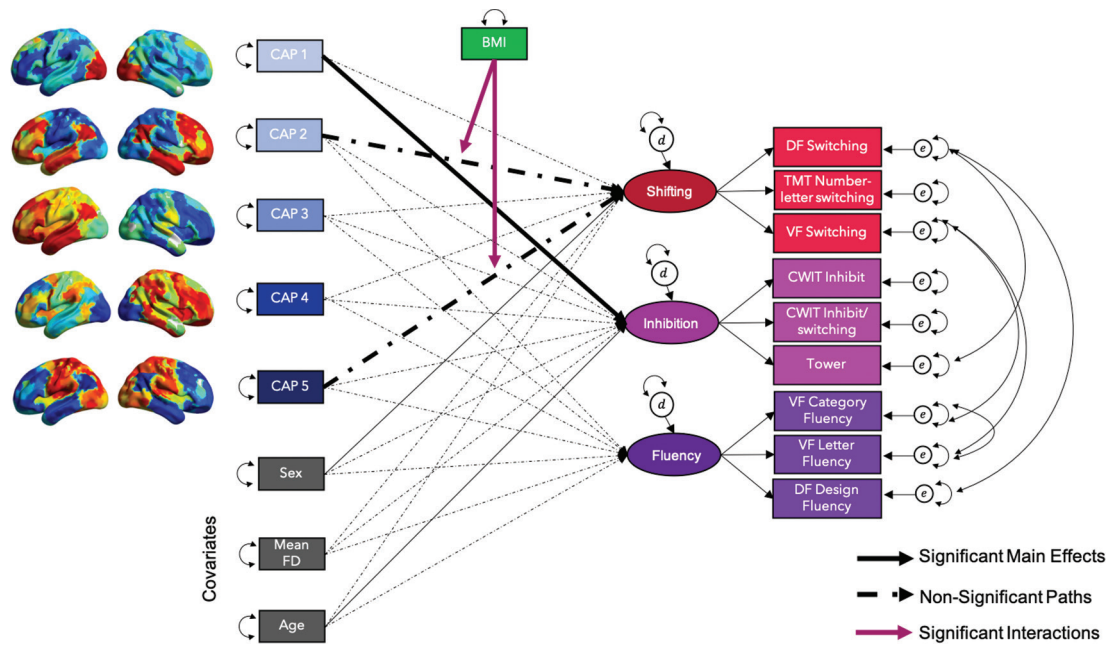 CAP 1
CAP 2
CAP 3
CAP 4
CAP 5
Sex
Mean
FD
Age
Covariates
BMI
d
Shifting
d
Inhibition
d
Fluency
DF Switching
e
TMT Number-
letter switching
e
VF Switching
e
CWIT Inhibit
e
CWIT Inhibit/
switching
e
Tower
e
VF Category
Fluency
e
VF Letter
Fluency
e
DF Design
Fluency
e
Significant Main Effects
Non-Significant Paths
Significant Interactions